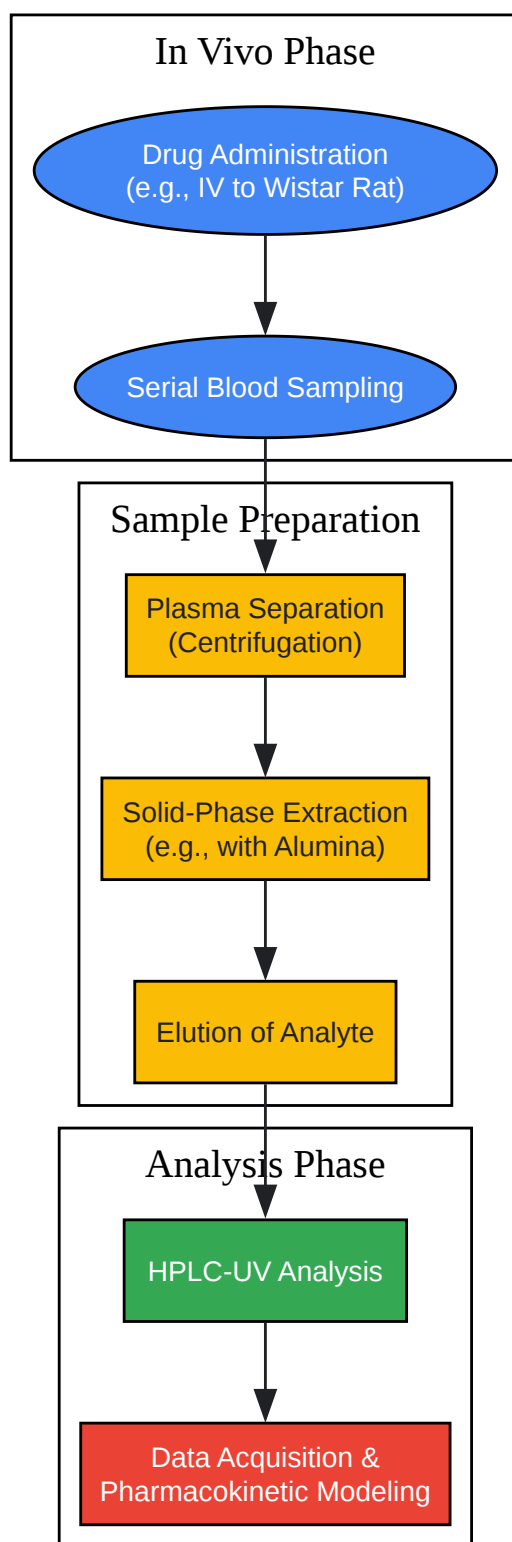 In Vivo Phase
Drug Administration
(e.g., IV to Wistar Rat)
Serial Blood Sampling
Sample Preparation
Plasma Separation
(Centrifugation)
Solid-Phase Extraction
(e.g., with Alumina)
Elution of Analyte
Analysis Phase
HPLC-UV Analysis
Data Acquisition &
Pharmacokinetic Modeling